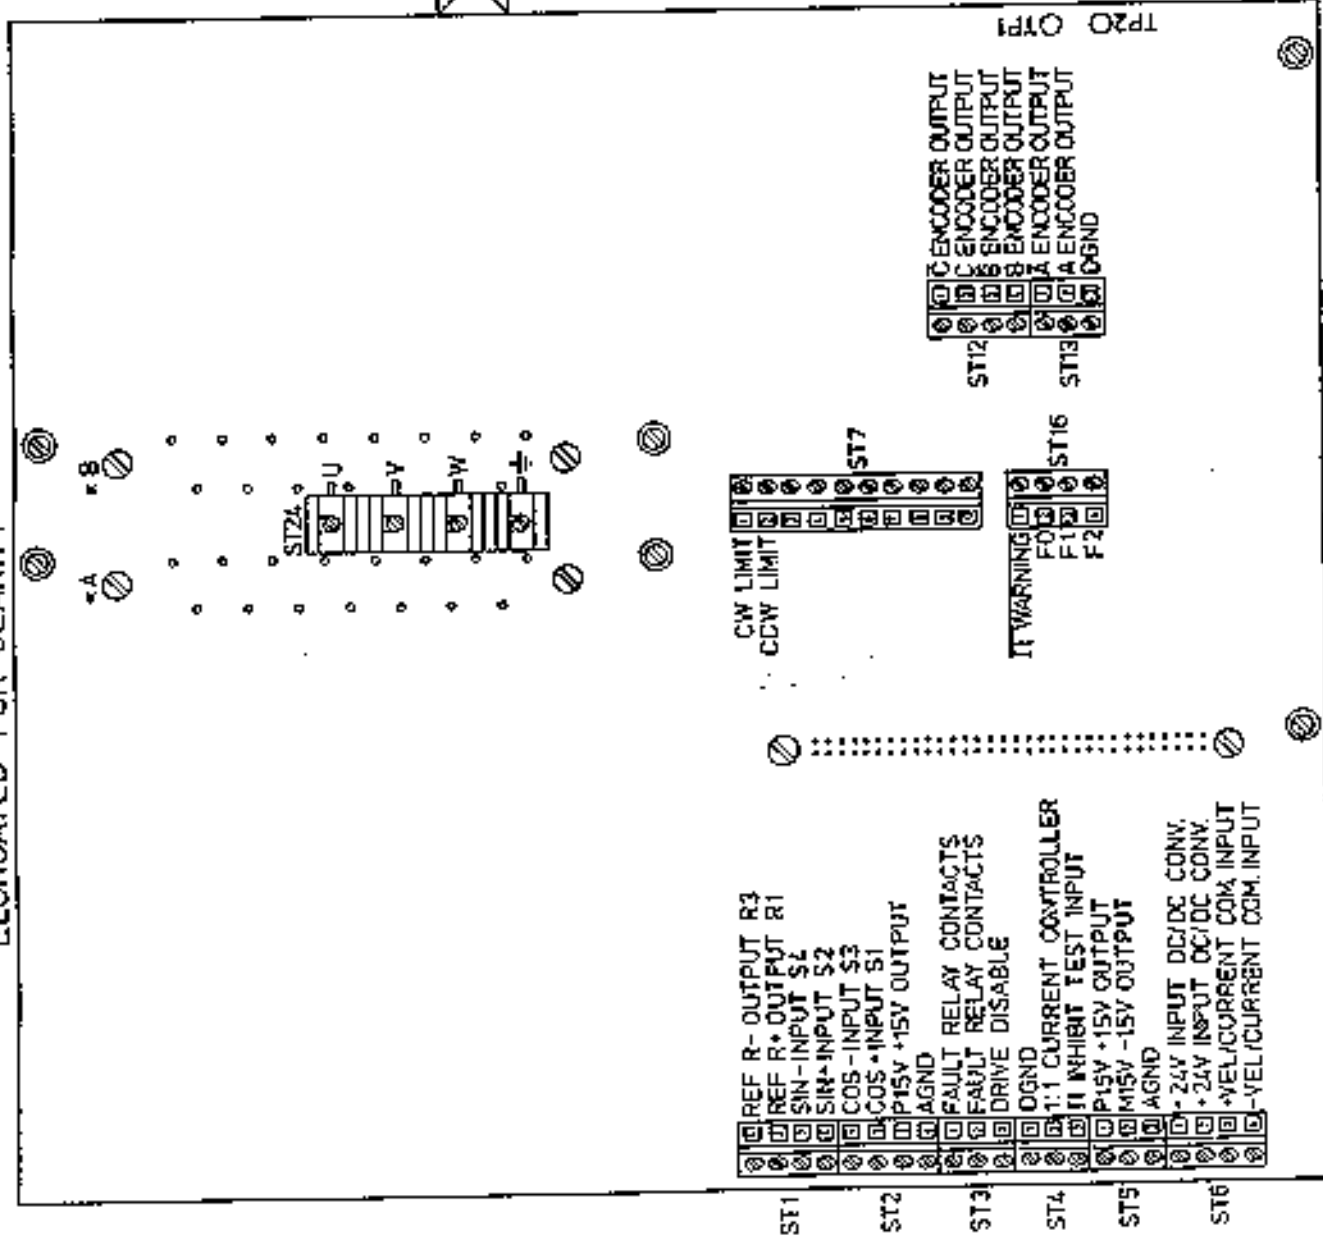 TP2 TP1
C ENCODER OUTPUT
C ENCODER OUTPUT
B ENCODER OUTPUT
B ENCODER OUTPUT
A ENCODER OUTPUT
A ENCODER OUTPUT
DGND
ST12
ST13
B
A
ST24
U
V
W
ST7
CW LIMIT
CCW LIMIT
ST16
WARNING
F0
F1
F2
REF R- OUTPUT R3
REF R+ OUTPUT R1
SIN-INPUT S4
SIN+INPUT S2
COS-INPUT S3
COS+INPUT S1
P15V +15V OUTPUT
AGND
FAULT RELAY CONTACTS
FAULT RELAY CONTACTS
DRIVE DISABLE
DGND
1:1 CURRENT CONTROLLER
INHIBIT TEST INPUT
P15V +15V OUTPUT
M15V -15V OUTPUT
AGND
24V INPUT DC/DC CONV.
+24V INPUT DC/DC CONV.
+VEL/CURRENT COM. INPUT
-VEL/CURRENT COM. INPUT
ST1
ST2
ST3
ST4
ST5
ST6